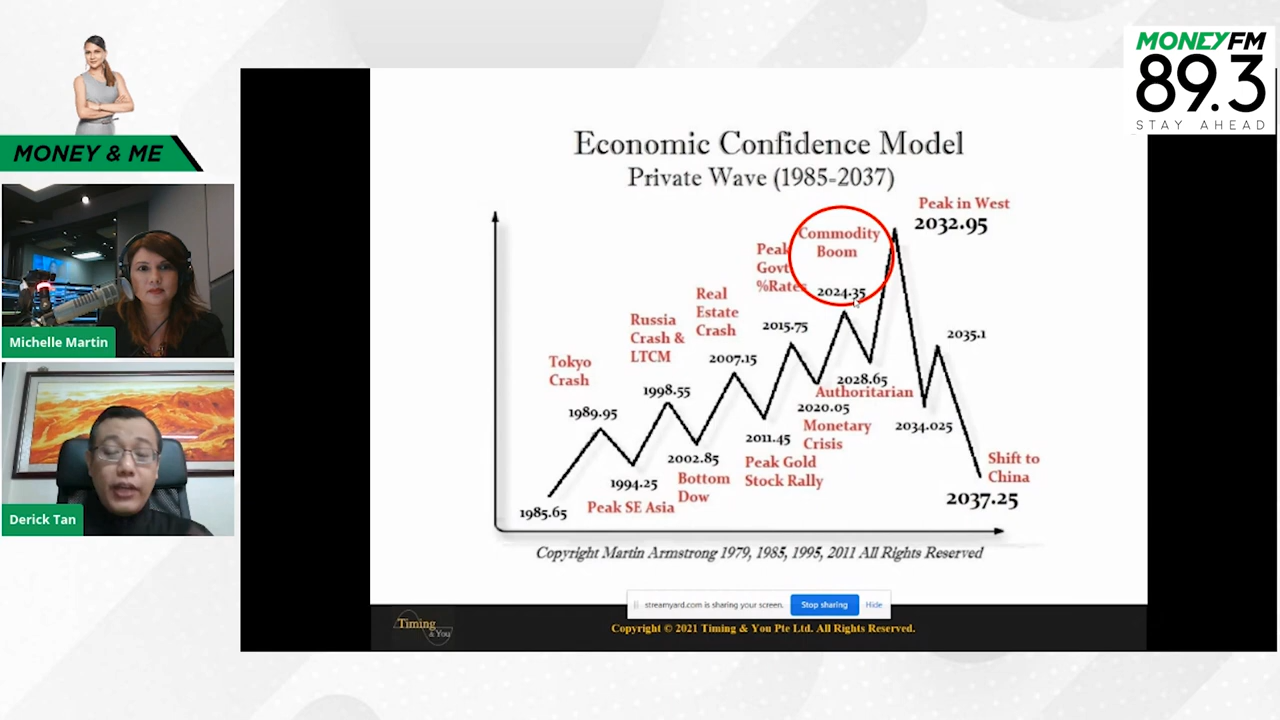 MONEYFM
89.3
STAY AHEAD
MONEY & ME
Michelle Martin
Derick Tan
Economic Confidence Model
Private Wave (1985-2037)
Peak in West
2032.95
Commodity
Boom
Peak
Govt
%Rates
2024.35
Real
Estate
Crash
Russia
Crash &
LTCM
2015.75
2035.1
Tokyo
Crash
2007.15
1998.55
2028.65
Authoritarian
1989.95
2020.05
2034.025
Monetary
Crisis
2011.45
Peak Gold
Stock Rally
2002.85
Bottom
Dow
Shift to
China
2037.25
1994.25
Peak SE Asia
1985.65
Copyright Martin Armstrong 1979, 1985, 1995, 2011 All Rights Reserved
streamyard.com is sharing your screen.
Stop sharing
Hide
Timing
& You
Copyright © 2021 Timing & You Pte Ltd. All Rights Reserved.